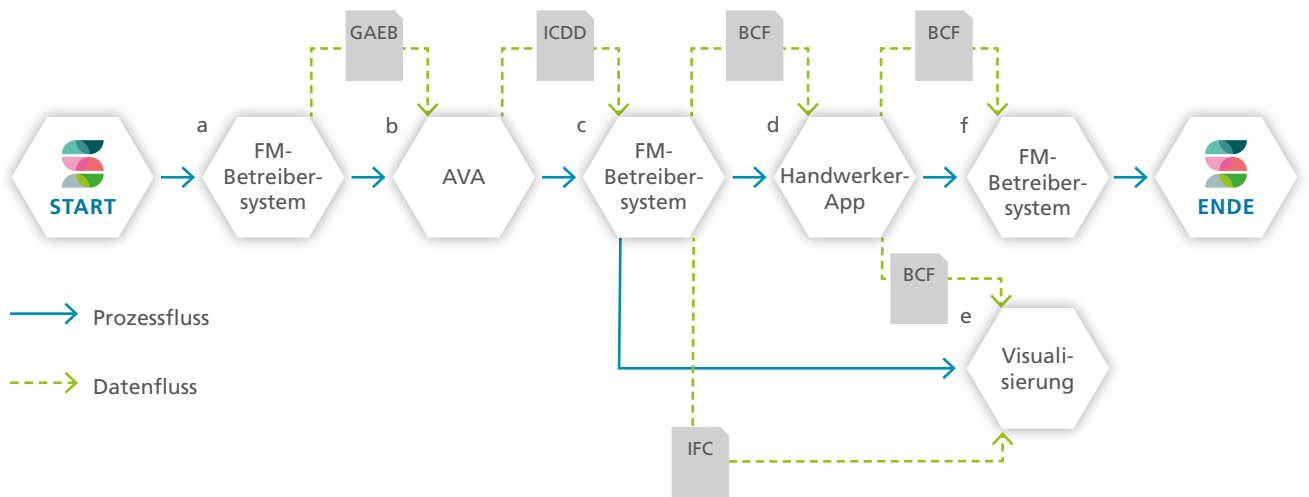 GAEB
ICDD
BCF
BCF
START
a
FM-
Betreiber-
system
b
AVA
c
FM-
Betreiber-
system
d
Handwerker-
App
f
FM-
Betreiber-
system
ENDE
BCF
e
Visuali-
sierung
Prozessfluss
Datenfluss
IFC